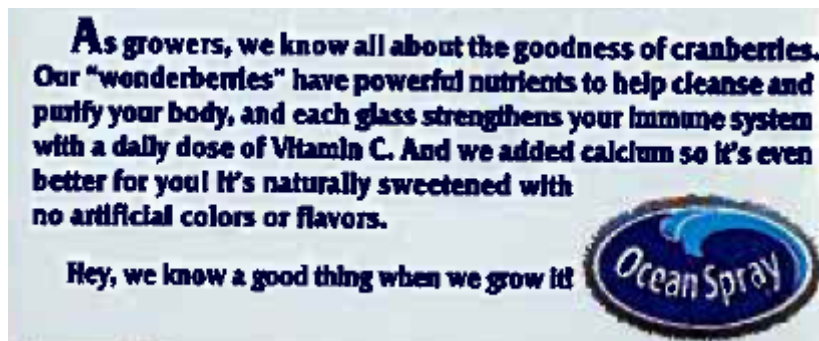 As growers, we know all about the goodness of cranberries.
Our "wonderberries" have powerful nutrients to help cleanse and
purify your body, and each glass strengthens your immune system
with a daily dose of Vitamin C. And we added calcium so it's even
better for you! It's naturally sweetened with
no artificial colors or flavors.
Hey, we know a good thing when we grow it!
Ocean Spray